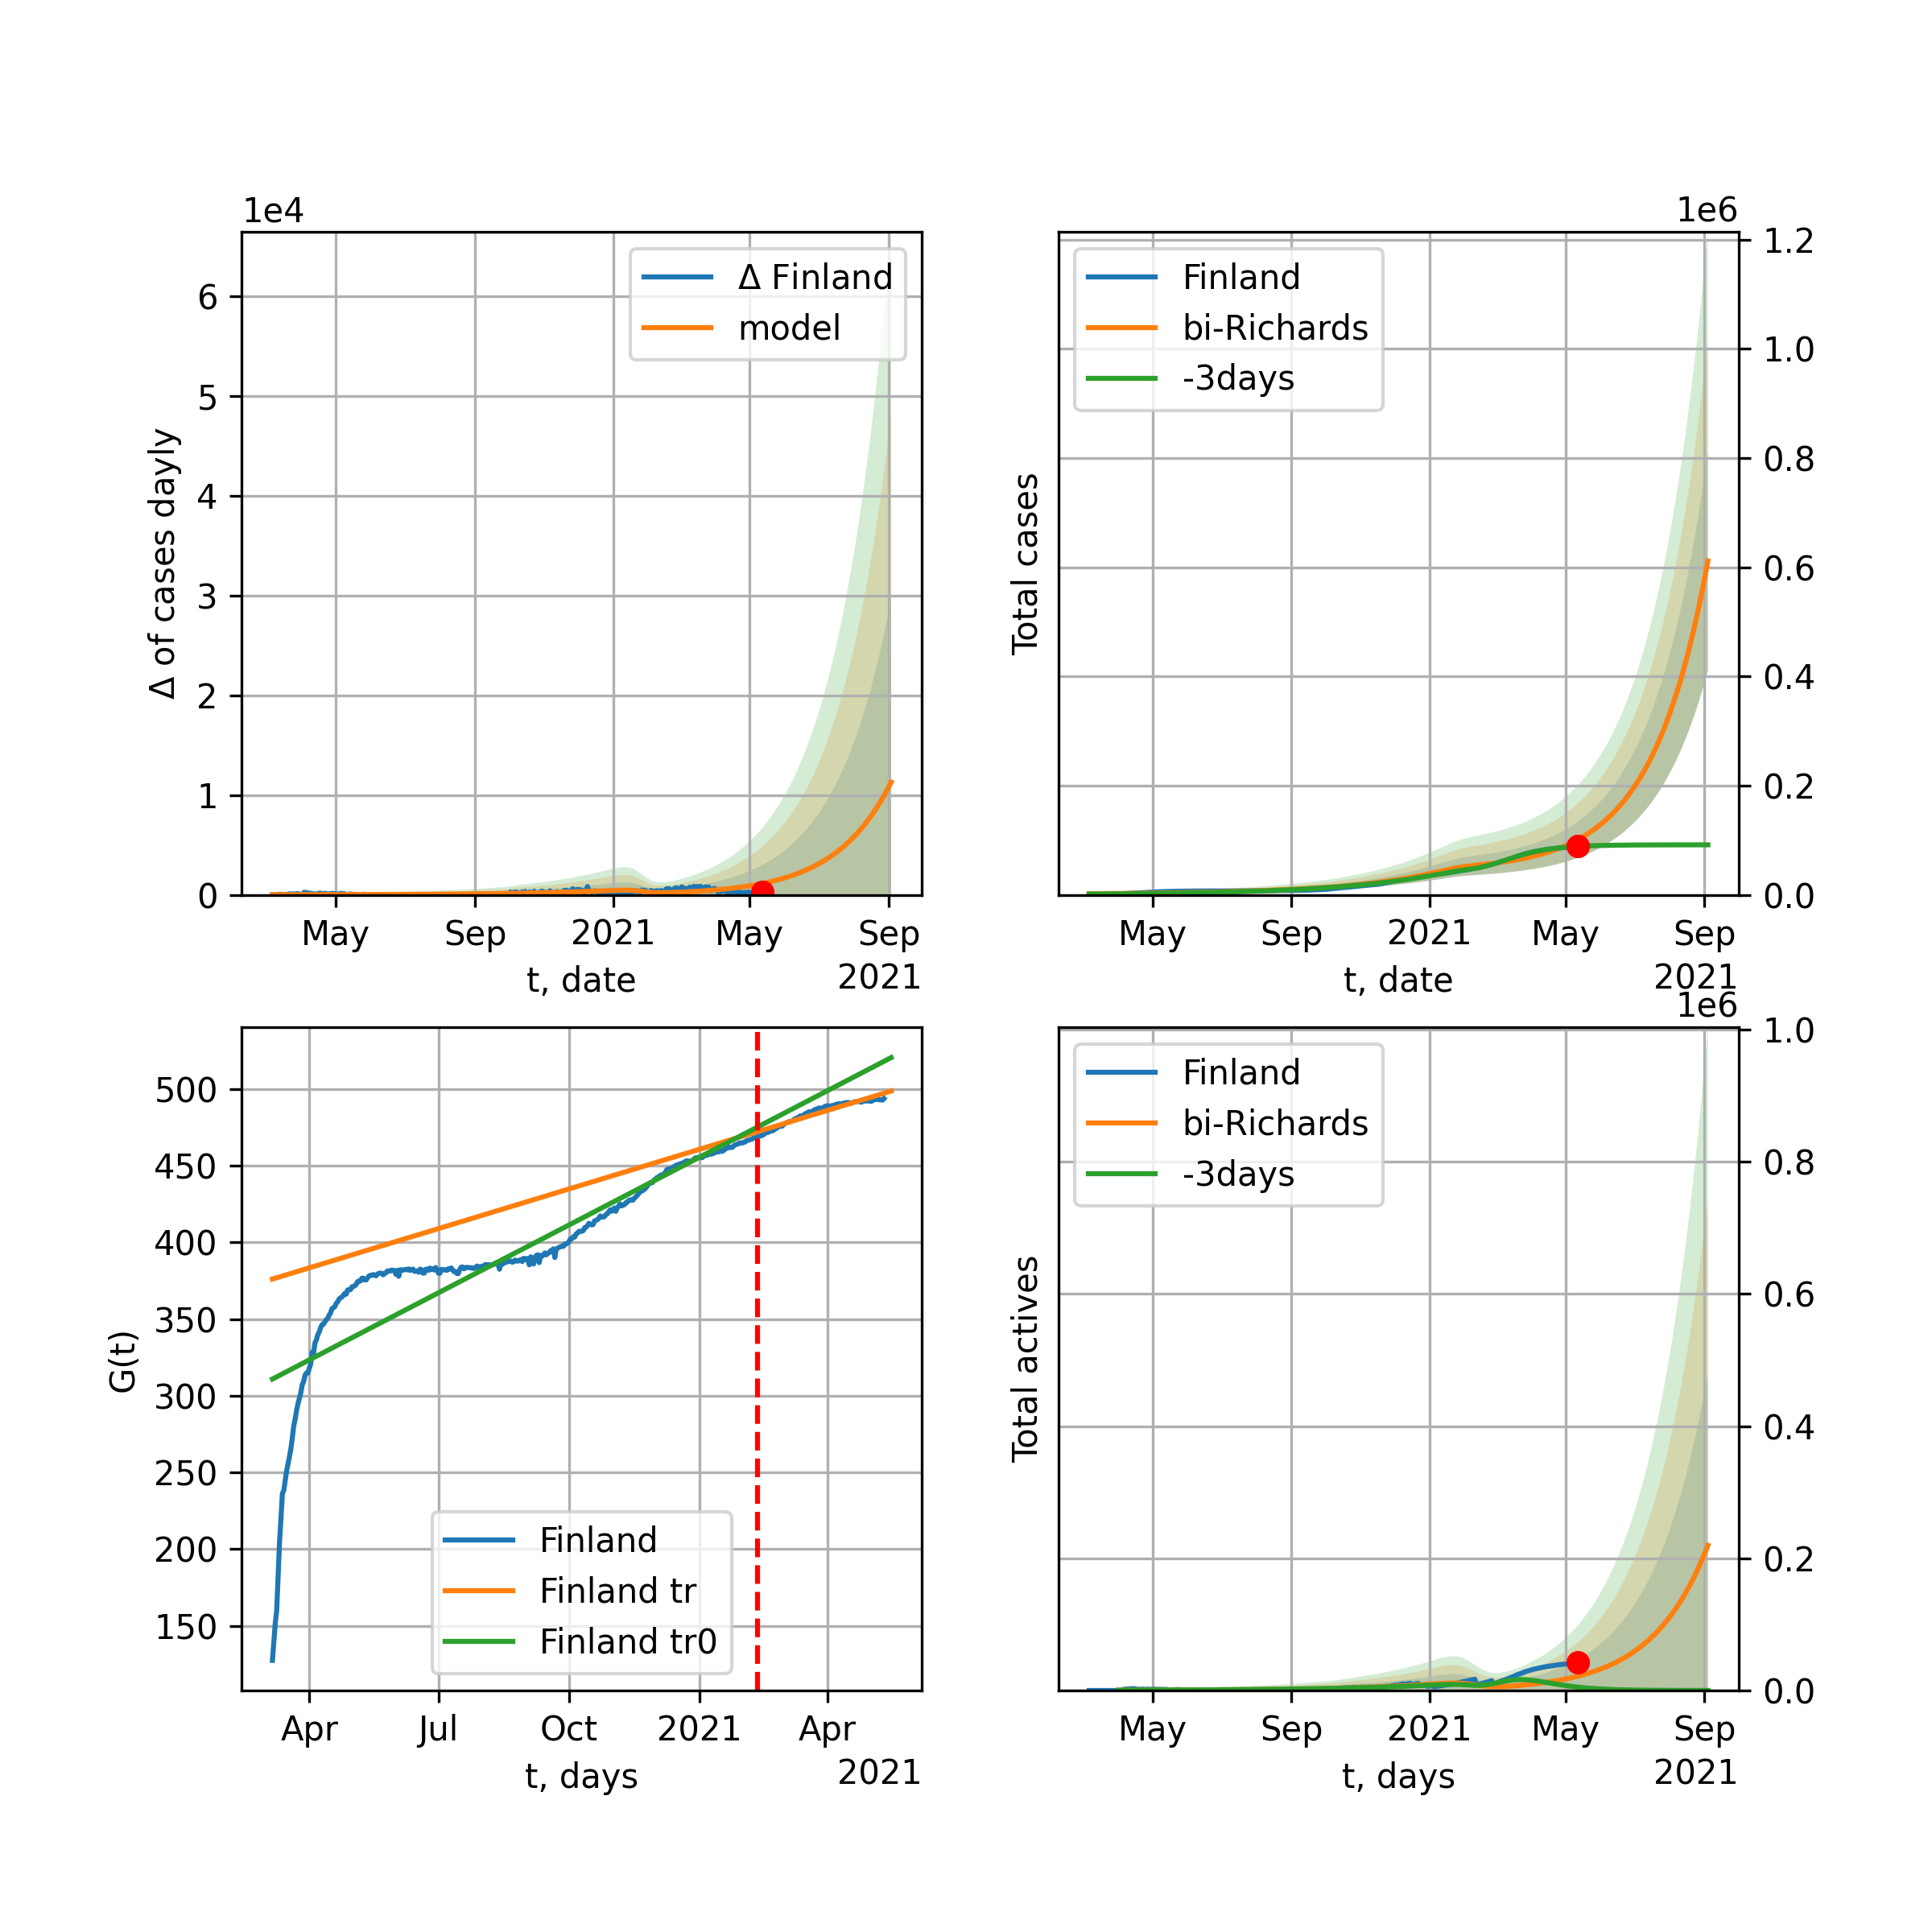 1e4
Δ of cases dayly
6
5
4
3
2
1
0
Δ Finland
model
May Sep 2021 May Sep
t, date
2021
1e6
Total cases
Finland
bi-Richards
-3days
1.2
1.0
0.8
0.6
0.4
0.2
0.0
May Sep 2021 May Sep
t, date
2021
G(t)
500
450
400
350
300
250
200
150
Finland
Finland tr
Finland tr0
Apr Jul Oct 2021 Apr
t, days
2021
1e6
Total actives
Finland
bi-Richards
-3days
1.0
0.8
0.6
0.4
0.2
0.0
May Sep 2021 May Sep
t, days
2021